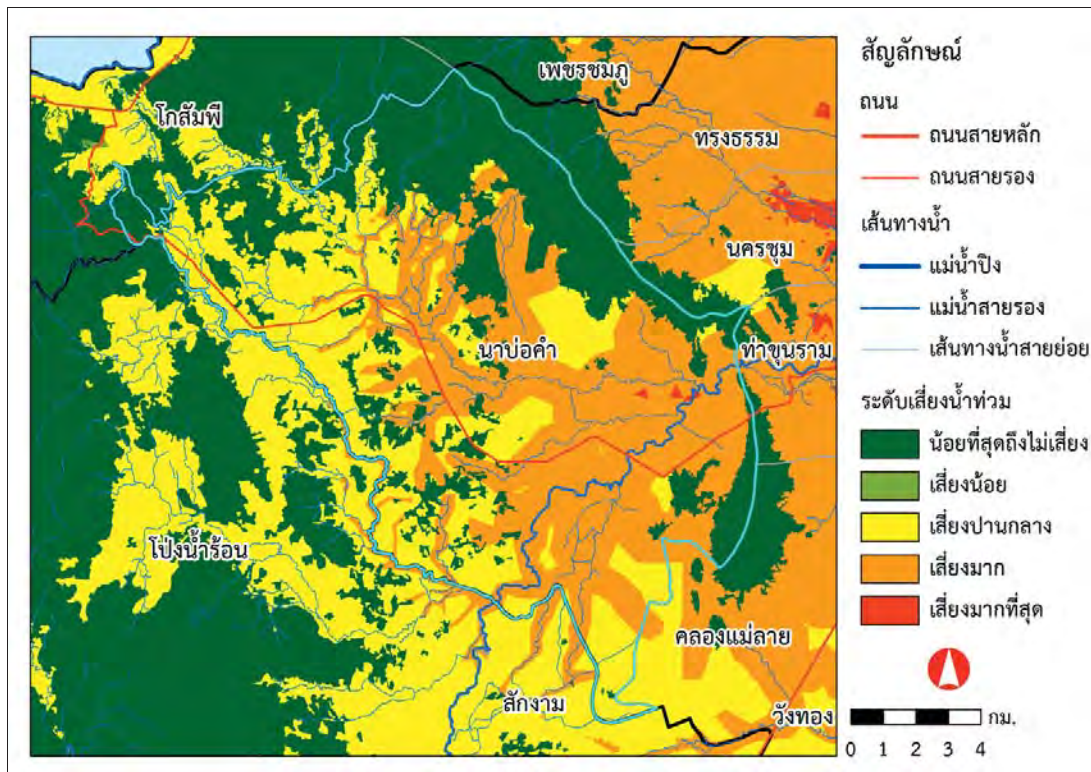 เพชรชมภู
โกสัมพี
ทรงธรรม
นครชุม
นาบ่อคำ
ท่าขุนราม
โป่งน้ำร้อน
คลองแม่ลาย
สักงาม
วังทอง
สัญลักษณ์
ถนน
ถนนสายหลัก
ถนนสายรอง
เส้นทางน้ำ
แม่น้ำปิง
แม่น้ำสายรอง
เส้นทางน้ำสายย่อย
ระดับเสี่ยงน้ำท่วม
น้อยที่สุดถึงไม่เสี่ยง
เสี่ยงน้อย
เสี่ยงปานกลาง
เสี่ยงมาก
เสี่ยงมากที่สุด
กม.
0 1 2 3 4